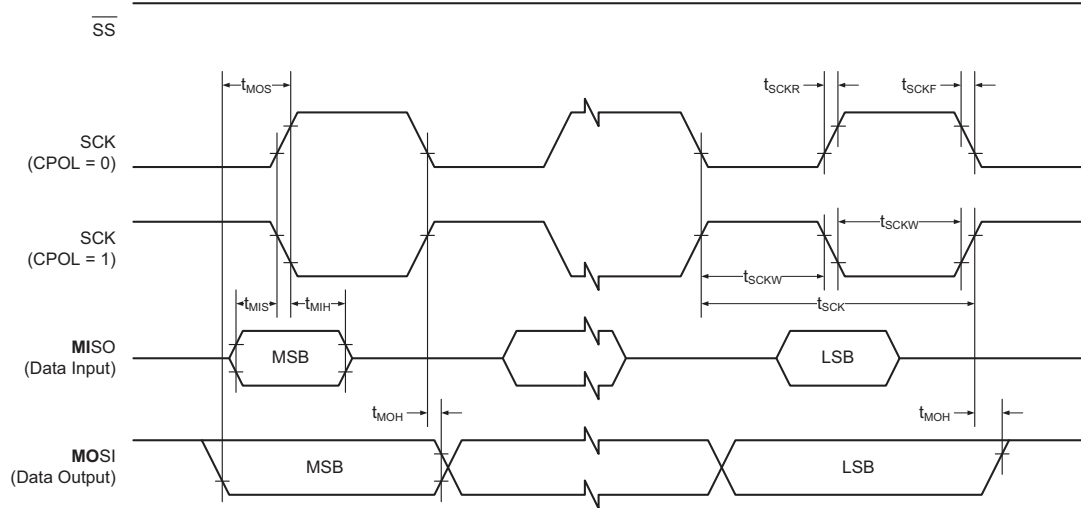 SS
tMOS
tSCKR
tSCKF
SCK
(CPOL = 0)
SCK
(CPOL = 1)
tSCKW
tSCKW
tMIS
tMIH
tSCK
MISO
(Data Input)
MSB
LSB
tMOH
tMOH
MOSI
(Data Output)
MSB
LSB